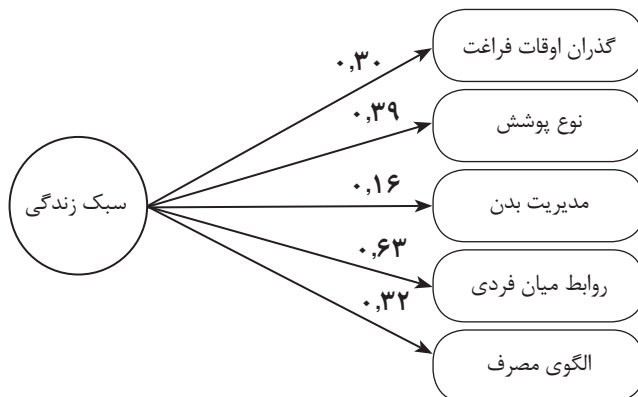 گذران اوقات فراغت
۰,۳۰
نوع پوشش
۰,۳۹
سبک زندگی
مدیریت بدن
۰,۱۶
روابط میان فردی
۰,۶۳
الگوی مصرف
۰,۳۲